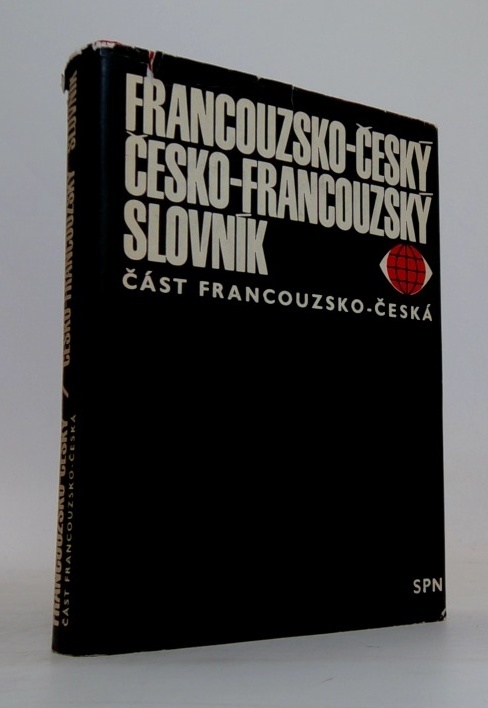 FRANCOUZSKO-ČESKÝ
ČESKO-FRANCOUZSKÝ
SLOVNÍK
ČÁST FRANCOUZSKO-ČESKÁ
SPN
FRANCOUZSKO ČESKÝ / ČESKO FRANCOUZSKÝ SLOVNÍK
ČÁST FRANCOUZSKO-ČESKÁ